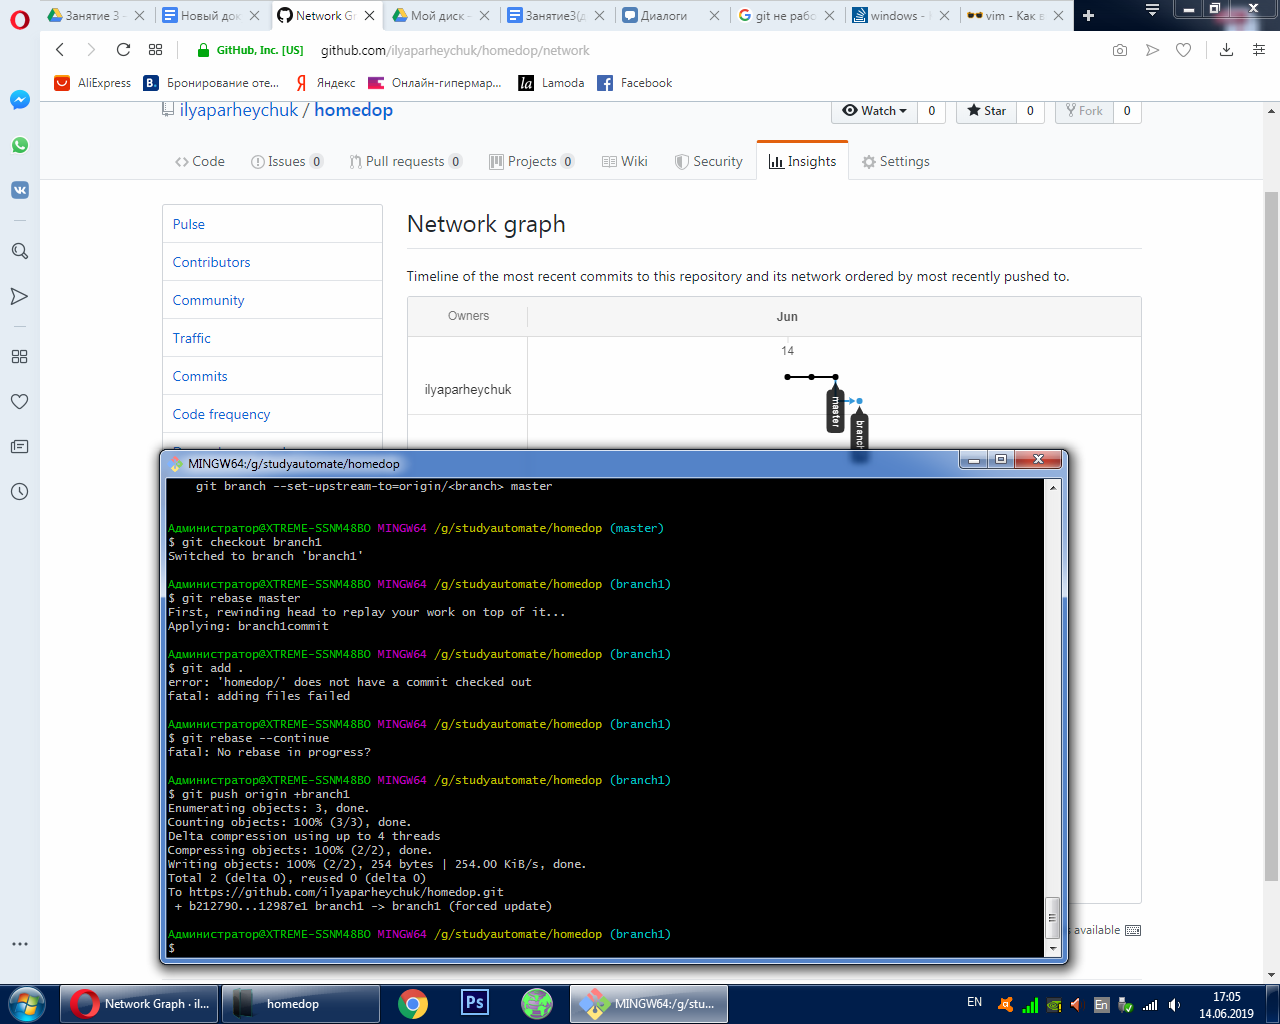 Занятие 3 -
Новый док
Network Gr
Мой диск -
Занятие3(д
Диалоги
git не рабо
windows -
vim - Как в
GitHub, Inc. [US]
github.com/ilyaparheychuk/homedop/network
AliExpress
Бронирование оте...
Яндекс
Онлайн-гипермар...
Lamoda
Facebook
ilyaparheychuk / homedop
Watch 0
Star 0
Fork 0
Code
Issues 0
Pull requests 0
Projects 0
Wiki
Security
Insights
Settings
Pulse
Contributors
Community
Traffic
Commits
Code frequency
Network graph
Timeline of the most recent commits to this repository and its network ordered by most recently pushed to.
Owners
Jun
14
ilyaparheychuk
master
branch
MINGW64:/g/studyautomate/homedop
git branch --set-upstream-to=origin/<branch> master
Администратор@XTREME-SSNM48BO MINGW64 /g/studyautomate/homedop (master)
$ git checkout branch1
Switched to branch 'branch1'
Администратор@XTREME-SSNM48BO MINGW64 /g/studyautomate/homedop (branch1)
$ git rebase master
First, rewinding head to replay your work on top of it...
Applying: branch1commit
Администратор@XTREME-SSNM48BO MINGW64 /g/studyautomate/homedop (branch1)
$ git add .
error: 'homedop/' does not have a commit checked out
fatal: adding files failed
Администратор@XTREME-SSNM48BO MINGW64 /g/studyautomate/homedop (branch1)
$ git rebase --continue
fatal: No rebase in progress?
Администратор@XTREME-SSNM48BO MINGW64 /g/studyautomate/homedop (branch1)
$ git push origin +branch1
Enumerating objects: 3, done.
Counting objects: 100% (3/3), done.
Delta compression using up to 4 threads
Compressing objects: 100% (2/2), done.
Writing objects: 100% (2/2), 254 bytes | 254.00 KiB/s, done.
Total 2 (delta 0), reused 0 (delta 0)
To https://github.com/ilyaparheychuk/homedop.git
+ b212790...12987e1 branch1 -> branch1 (forced update)
Администратор@XTREME-SSNM48BO MINGW64 /g/studyautomate/homedop (branch1)
$
available
Network Graph · il...
homedop
Ps
MINGW64:/g/stu...
EN
En
17:05
14.06.2019